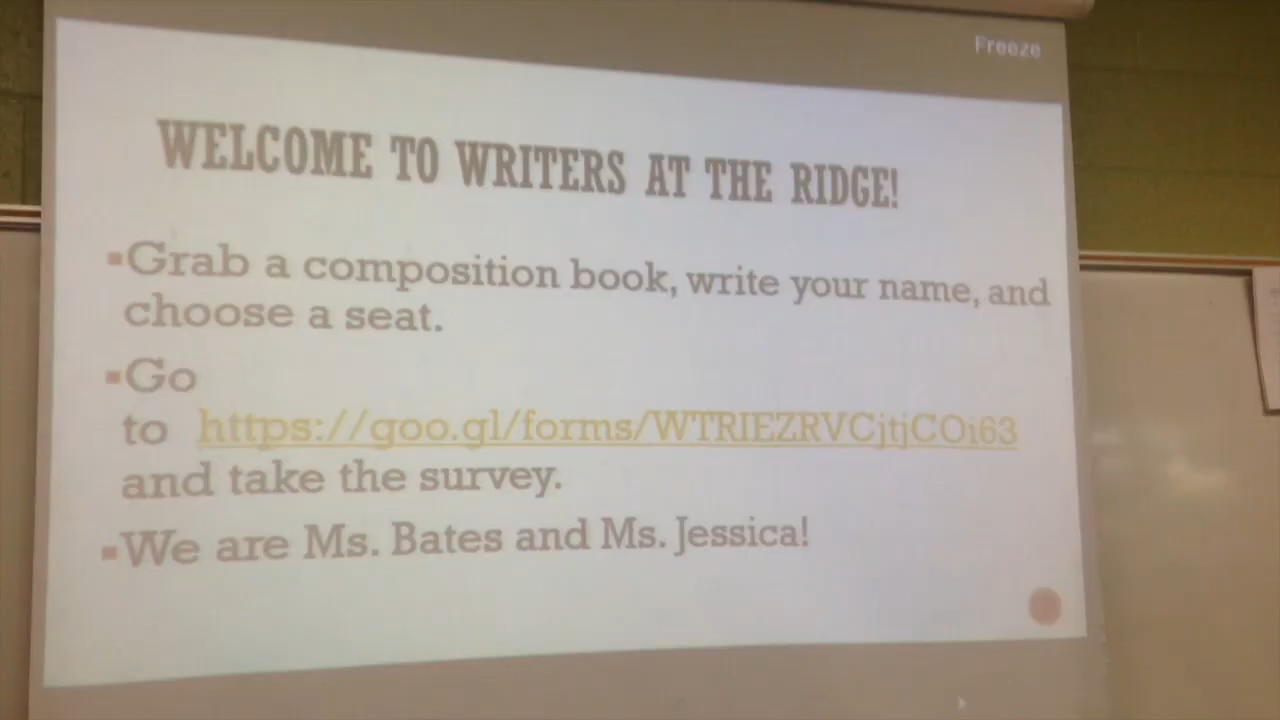 Freeze
WELCOME TO WRITERS AT THE RIDGE!
▪Grab a composition book, write your name, and
choose a seat.
▪Go
to https://goo.gl/forms/WTRIEZRVCjtjCOi63
and take the survey.
▪We are Ms. Bates and Ms. Jessica!